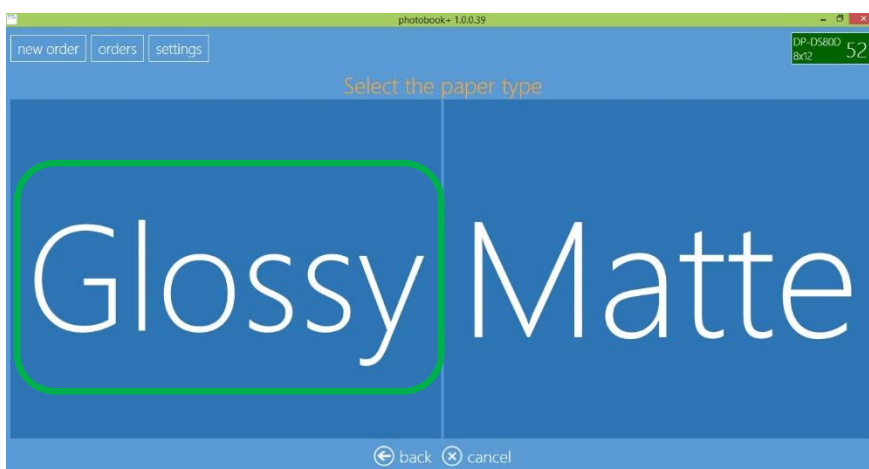 photobook+ 1.0.0.39
new order orders settings
DP-DS80D
8x12 52
Select the paper type
Glossy Matte
back cancel